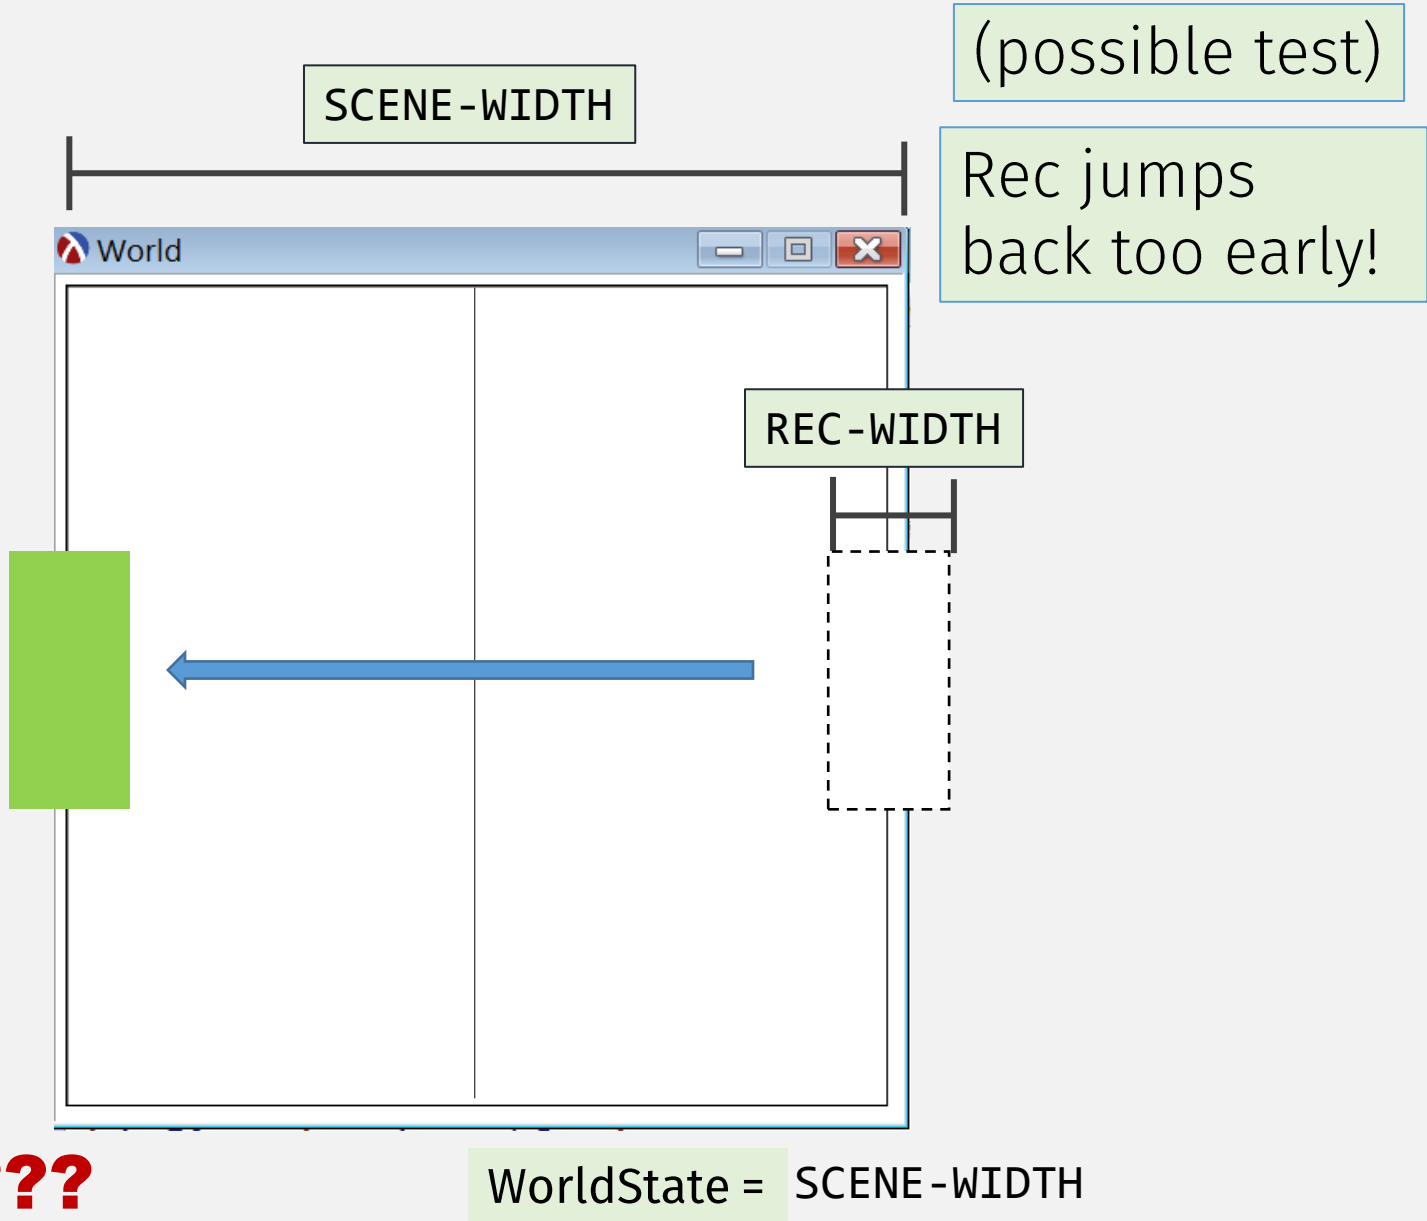 (possible test)
SCENE-WIDTH
Rec jumps
back too early!
World
REC-WIDTH
??
WorldState = SCENE-WIDTH